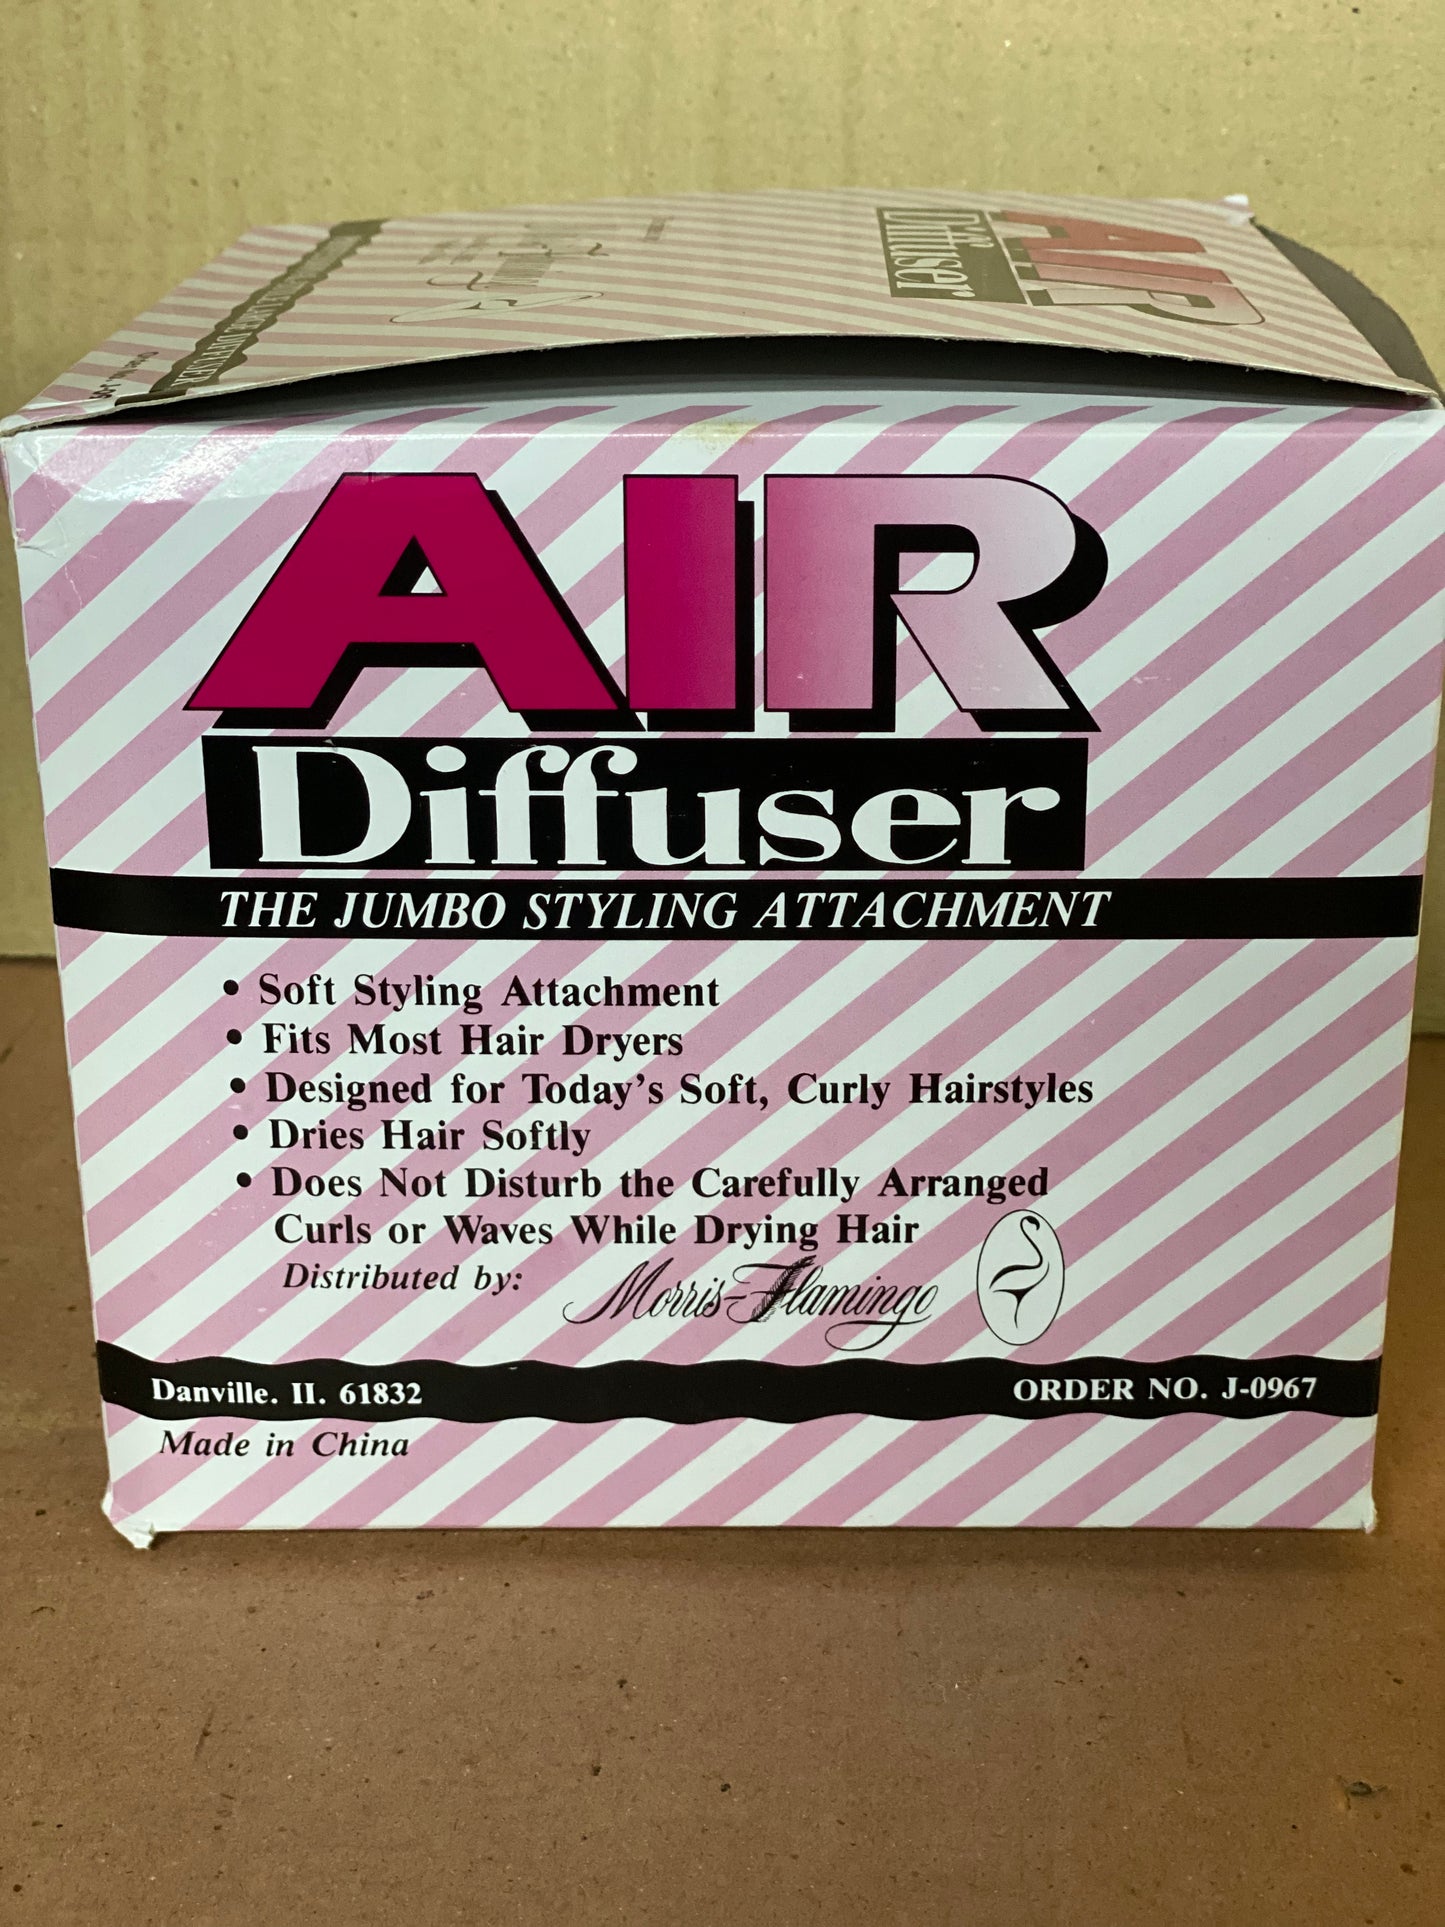 AIR
Diffuser
AIR
Diffuser
THE JUMBO STYLING ATTACHMENT
• Soft Styling Attachment
• Fits Most Hair Dryers
• Designed for Today's Soft, Curly Hairstyles
• Dries Hair Softly
• Does Not Disturb the Carefully Arranged
Curls or Waves While Drying Hair
Distributed by: Morris-Flamingo
Danville. Il. 61832
ORDER NO. J-0967
Made in China